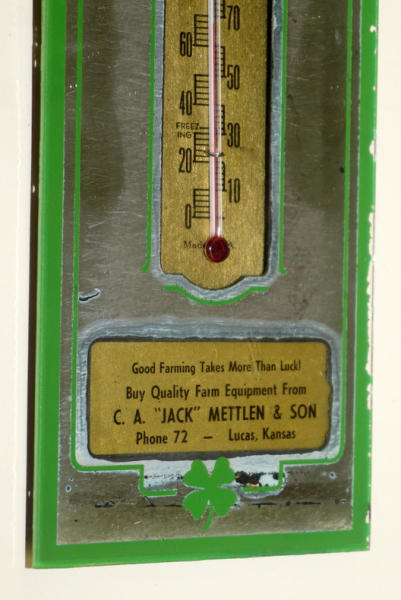 70
60
50
40
FREEZ
ING
30
20
10
0
Made
A.
Good Farming Takes More Than Luck!
Buy Quality Farm Equipment From
C. A. "JACK" METTLEN & SON
Phone 72 — Lucas, Kansas